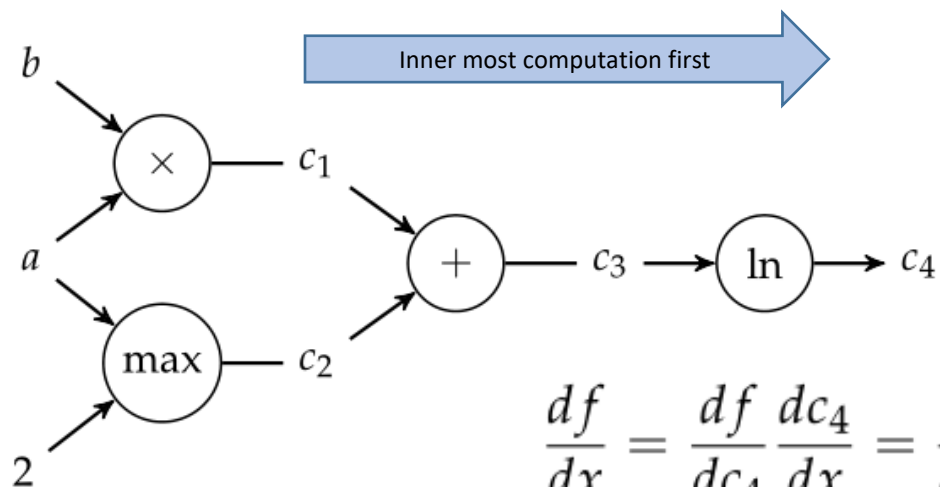 b
Inner most computation first
×
c₁
a
+
c₃
ln
c₄
max
c₂
2
df/dx = df/dc₄ dc₄/dx =